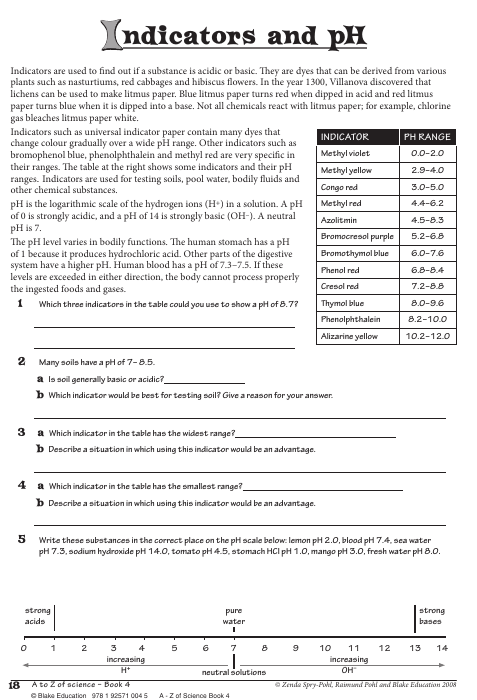 Indicators and pH
Indicators are used to find out if a substance is acidic or basic. They are dyes that can be derived from various
plants such as nasturtiums, red cabbages and hibiscus flowers. In the year 1300, Villanova discovered that
lichens can be used to make litmus paper. Blue litmus paper turns red when dipped in acid and red litmus
paper turns blue when it is dipped into a base. Not all chemicals react with litmus paper; for example, chlorine
gas bleaches litmus paper white.
Indicators such as universal indicator paper contain many dyes that
change colour gradually over a wide pH range. Other indicators such as
bromophenol blue, phenolphthalein and methyl red are very specific in
their ranges. The table at the right shows some indicators and their pH
ranges. Indicators are used for testing soils, pool water, bodily fluids and
other chemical substances.
pH is the logarithmic scale of the hydrogen ions (H⁺) in a solution. A pH
of 0 is strongly acidic, and a pH of 14 is strongly basic (OH⁻). A neutral
pH is 7.
The pH level varies in bodily functions. The human stomach has a pH
of 1 because it produces hydrochloric acid. Other parts of the digestive
system have a higher pH. Human blood has a pH of 7.3–7.5. If these
levels are exceeded in either direction, the body cannot process properly
the ingested foods and gases.
INDICATOR PH RANGE
Methyl violet 0.0–2.0
Methyl yellow 2.9–4.0
Congo red 3.0–5.0
Methyl red 4.4–6.2
Azolitmin 4.5–8.3
Bromocresol purple 5.2–6.8
Bromothymol blue 6.0–7.6
Phenol red 6.8–8.4
Cresol red 7.2–8.8
Thymol blue 8.0–9.6
Phenolphthalein 8.2–10.0
Alizarine yellow 10.2–12.0
1 Which three indicators in the table could you use to show a pH of 8.7?
2 Many soils have a pH of 7–8.5.
a Is soil generally basic or acidic?
b Which indicator would be best for testing soil? Give a reason for your answer.
3 a Which indicator in the table has the widest range?
b Describe a situation in which using this indicator would be an advantage.
4 a Which indicator in the table has the smallest range?
b Describe a situation in which using this indicator would be an advantage.
5 Write these substances in the correct place on the pH scale below: lemon pH 2.0, blood pH 7.4, sea water
pH 7.3, sodium hydroxide pH 14.0, tomato pH 4.5, stomach HCl pH 1.0, mango pH 3.0, fresh water pH 8.0.
strong acids
pure water
strong bases
0 1 2 3 4 5 6 7 8 9 10 11 12 13 14
increasing H⁺
neutral solutions
increasing OH⁻
18 A to Z of science – Book 4
© Zenda Spry-Pohl, Raimund Pohl and Blake Education 2008
© Blake Education 978 1 92571 004 5 A - Z of Science Book 4